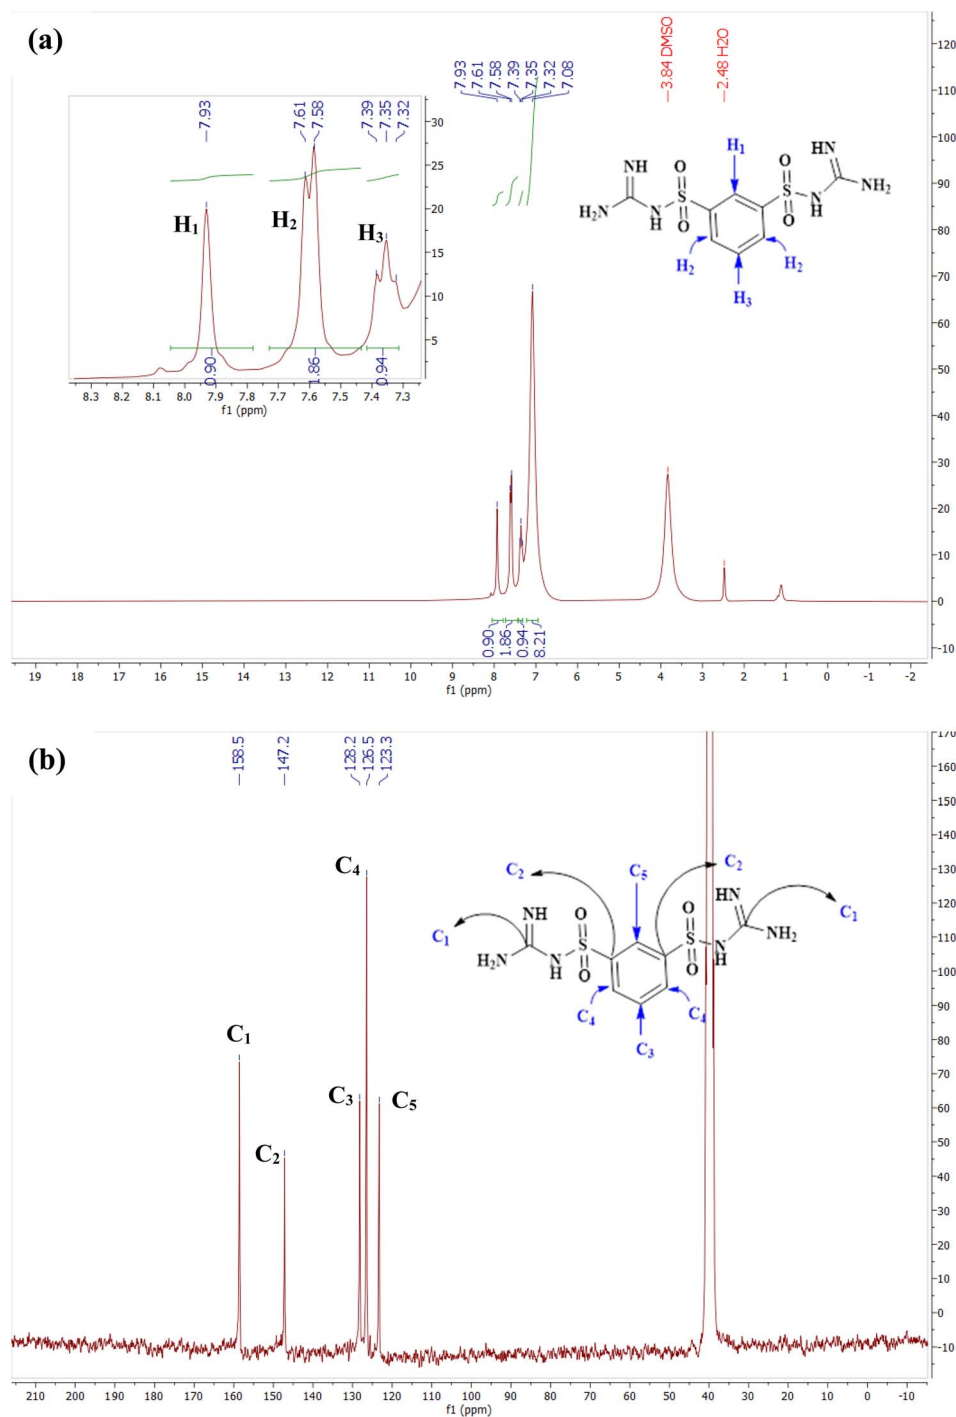 (a)
7.93
7.61
7.58
7.39
7.35
7.32
7.08
3.84 DMSO
2.48 H2O
7.93
7.61
7.58
7.39
7.35
7.32
H1
H2
H3
30
25
20
15
10
5
0.90
1.86
0.94
8.3 8.2 8.1 8.0 7.9 7.8 7.7 7.6 7.5 7.4 7.3
f1 (ppm)
H1
NH
O
O
NH
H2N
N
H
S
S
N
H
NH2
O
O
H2
H2
H3
120
110
100
90
80
70
60
50
40
30
20
10
0
-10
0.90
1.86
0.94
8.21
19 18 17 16 15 14 13 12 11 10 9 8 7 6 5 4 3 2 1 0 -1 -2
f1 (ppm)
(b)
158.5
147.2
128.2
126.5
123.3
C4
C1
C3
C5
C2
C2
C5
C2
NH
O
O
HN
C1
C1
H2N
N
H
S
S
N
H
NH2
O
O
C4
C4
C3
170
160
150
140
130
120
110
100
90
80
70
60
50
40
30
20
10
0
-10
210 200 190 180 170 160 150 140 130 120 110 100 90 80 70 60 50 40 30 20 10 0 -10
f1 (ppm)